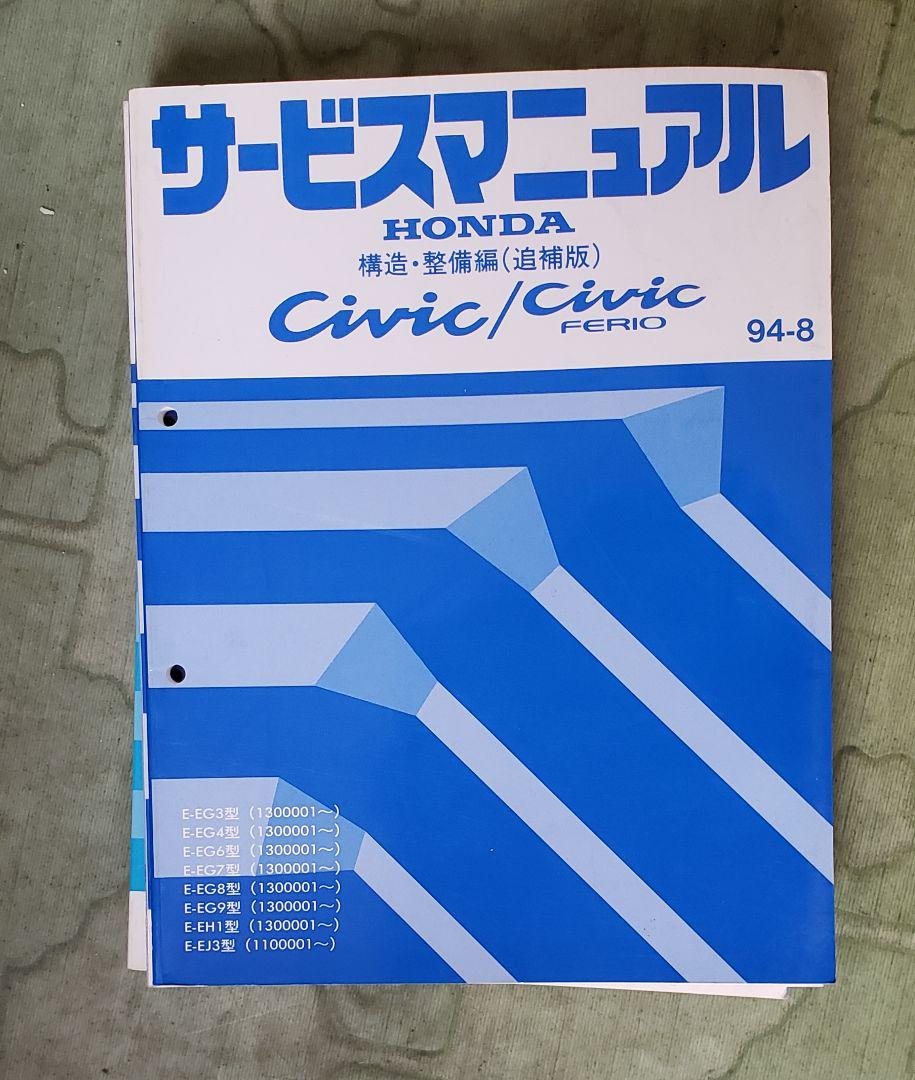 サービスマニュアル
HONDA
構造・整備編(追補版)
Civic/Civic
FERIO
94-8
E-EG3型 (1300001〜)
E-EG4型 (1300001〜)
E-EG6型 (1300001〜)
E-EG7型 (1300001〜)
E-EG8型 (1300001〜)
E-EG9型 (1300001〜)
E-EH1型 (1300001〜)
E-EJ3型 (1100001〜)